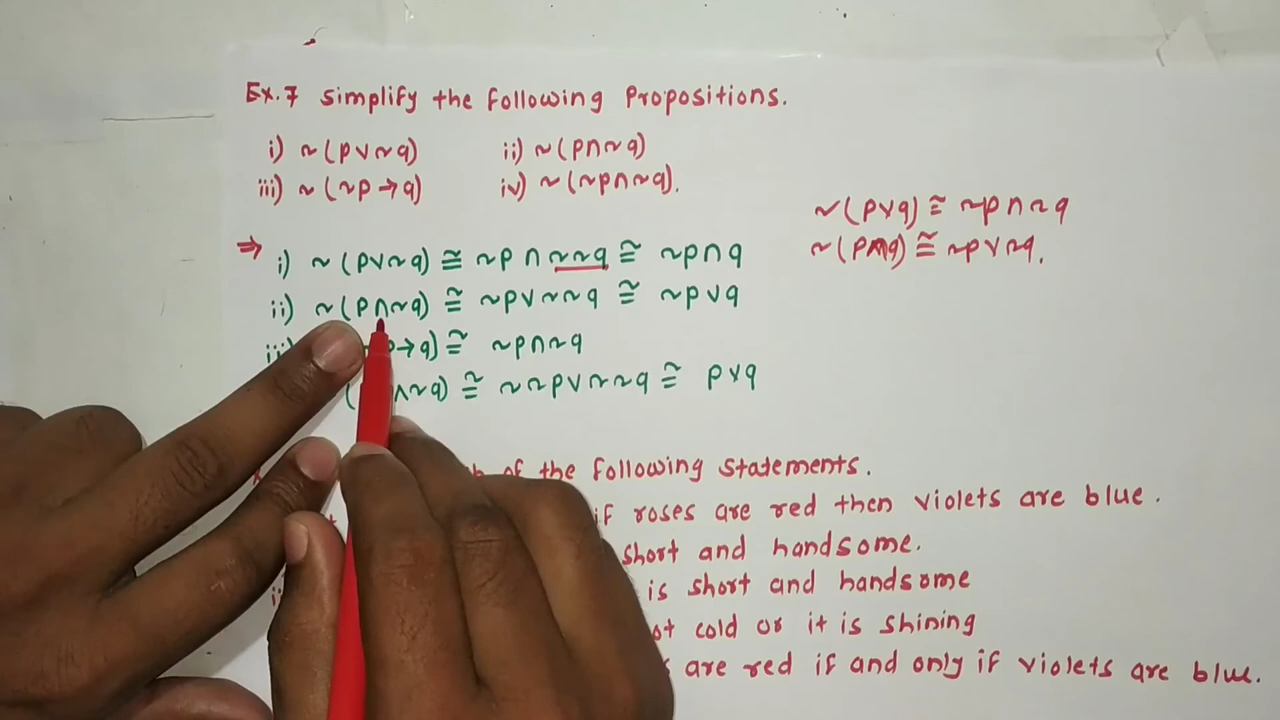 Ex.7 Simplify the following Propositions.
i) ~(p∨~q) ii) ~(p∩~q)
iii) ~(~p→q) iv) ~(~p∩~q).
~(p∨q) ≅ ~p∩~q
~(p∧q) ≅ ~p∨~q.
⇒ i) ~(p∨~q) ≅ ~p∩~~q ≅ ~p∩q
ii) ~(p∩~q) ≅ ~p∨~~q ≅ ~p∨q
→q) ≅ ~p∩~q
∧~q) ≅ ~~p∨~~q ≅ p∨q
of the following statements.
if roses are red then violets are blue.
short and handsome.
is short and handsome
cold or it is shining
are red if and only if violets are blue.